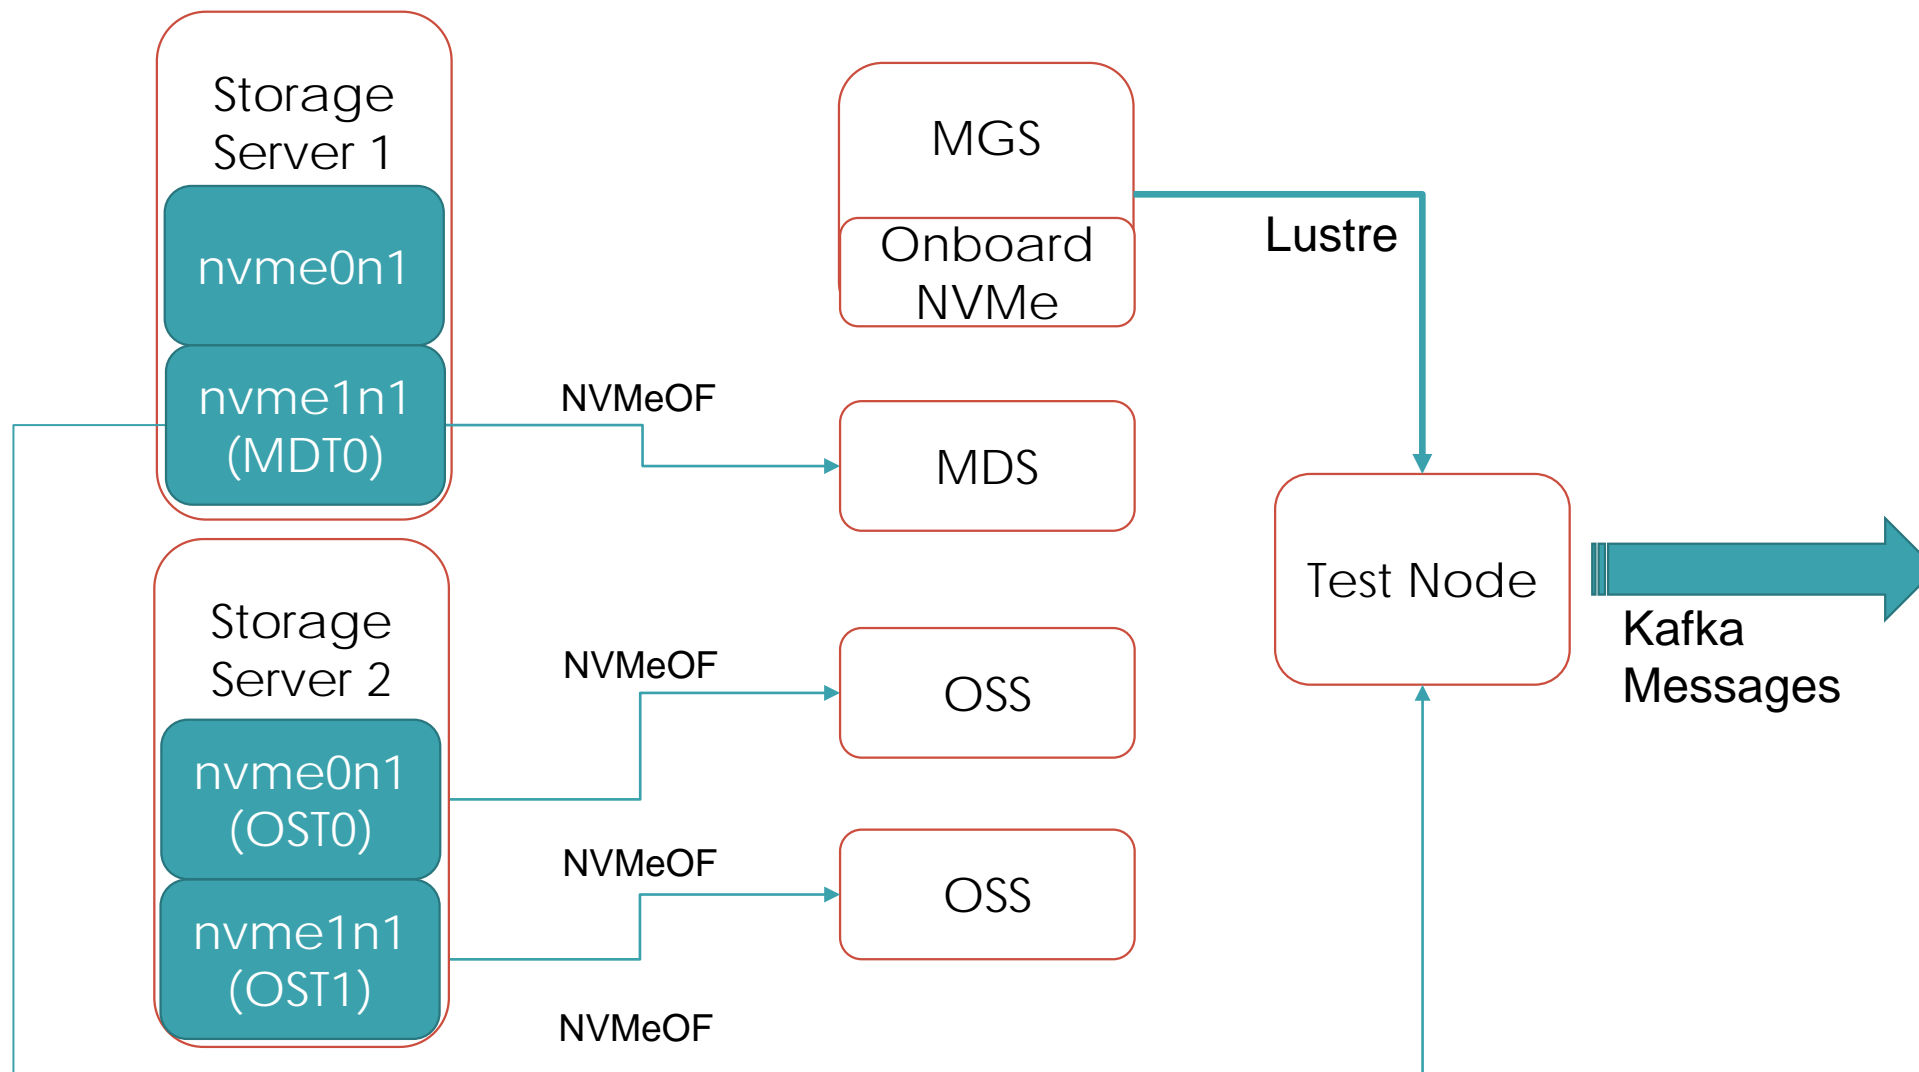 Storage
Server 1
nvme0n1
nvme1n1
(MDT0)
NVMeOF
MGS
Onboard
NVMe
Lustre
MDS
Storage
Server 2
nvme0n1
(OST0)
nvme1n1
(OST1)
NVMeOF
OSS
NVMeOF
OSS
NVMeOF
Test Node
Kafka
Messages